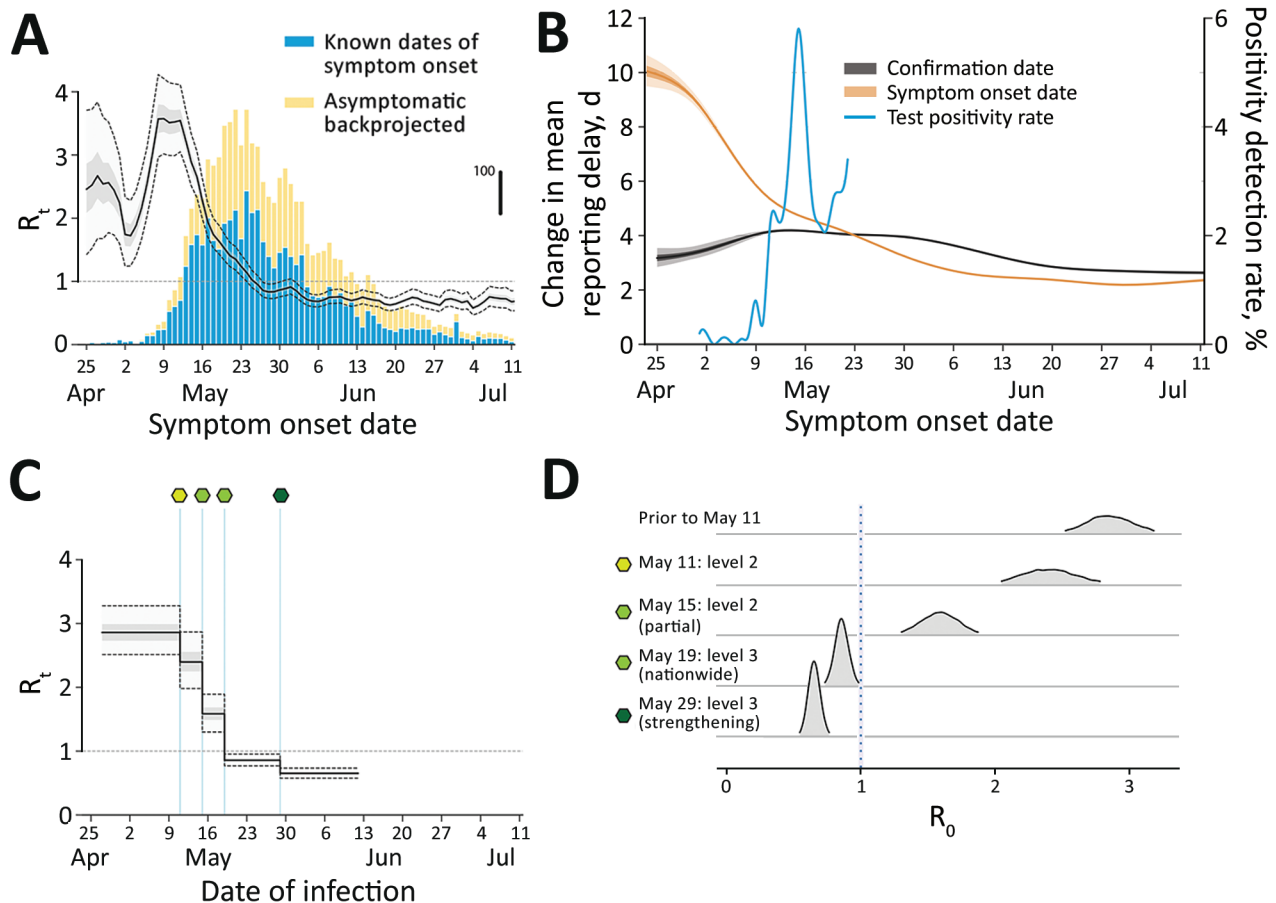 A
Known dates of
symptom onset
Asymptomatic
backprojected
100
4
3
2
1
0
Rt
25 2 9 16 23 30 6 13 20 27 4 11
Apr May Jun Jul
Symptom onset date
B
Confirmation date
Symptom onset date
Test positivity rate
12
10
8
6
4
2
0
Change in mean
reporting delay, d
6
4
2
0
Positivity detection rate, %
25 2 9 16 23 30 6 13 20 27 4 11
Apr May Jun Jul
Symptom onset date
C
4
3
2
1
0
Rt
25 2 9 16 23 30 6 13 20 27 4 11
Apr May Jun Jul
Date of infection
D
Prior to May 11
May 11: level 2
May 15: level 2
(partial)
May 19: level 3
(nationwide)
May 29: level 3
(strengthening)
0 1 2 3
R0